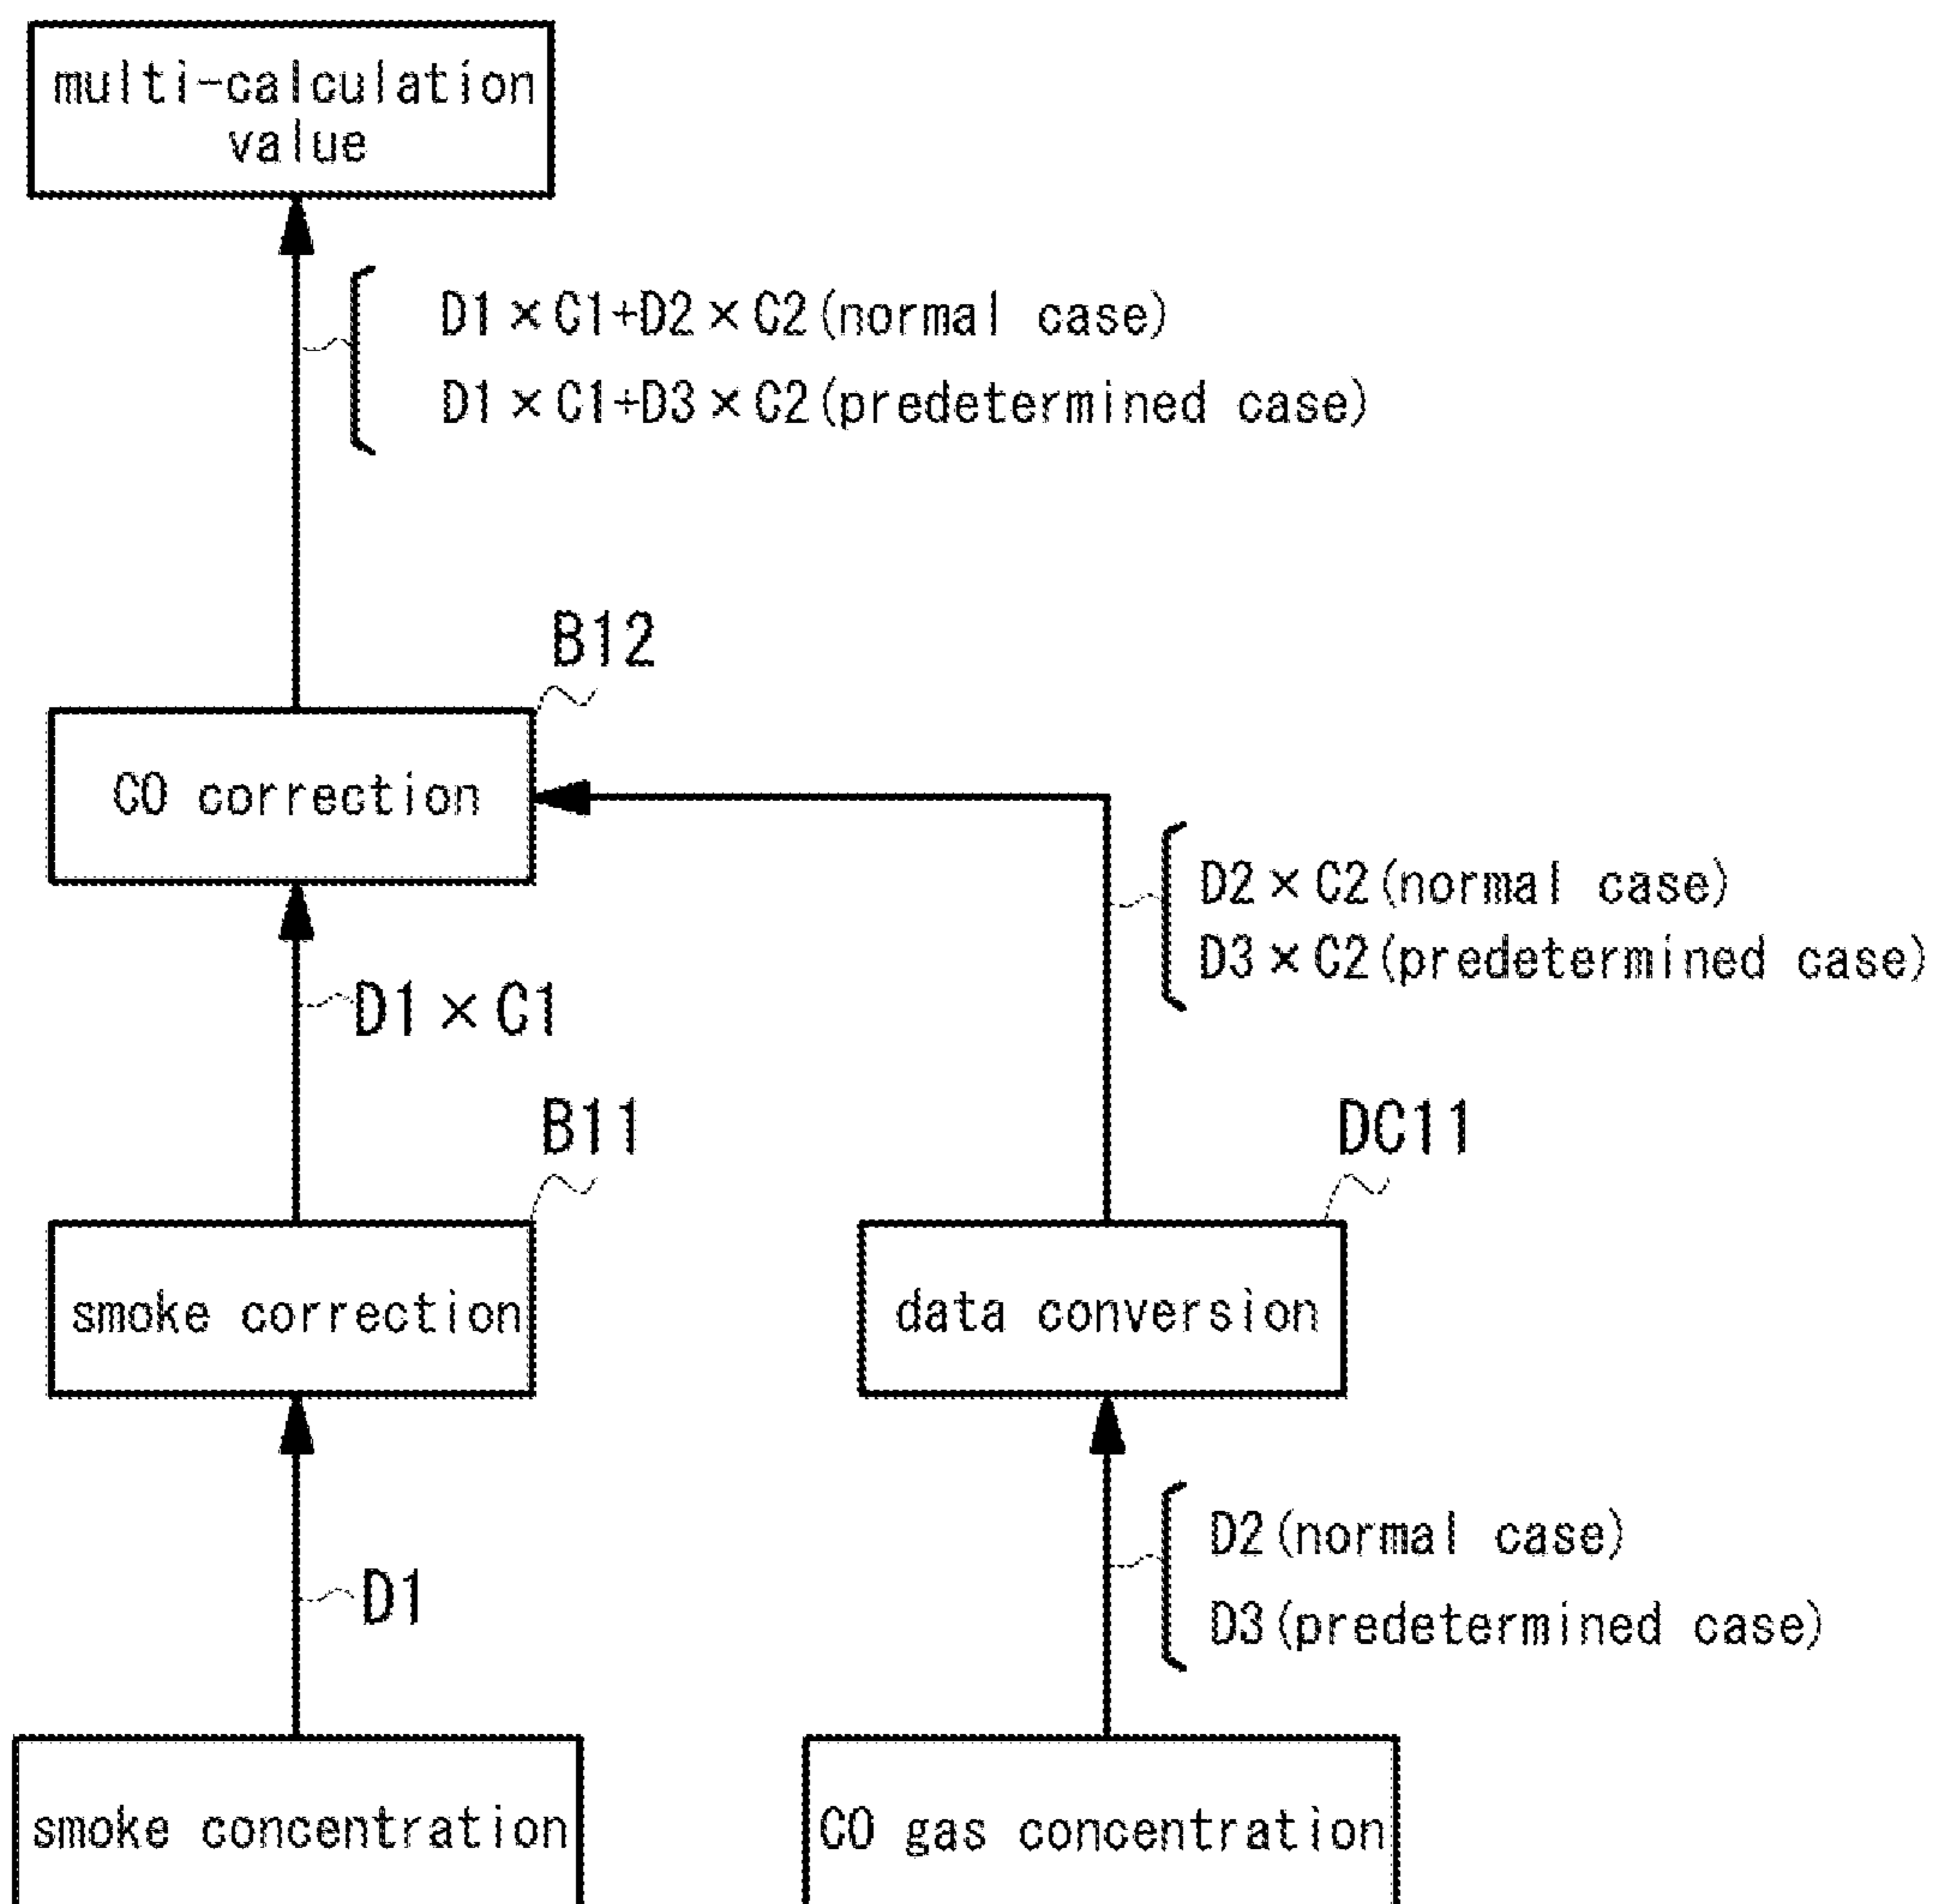 multi-calculation
value
D1×C1+D2×C2(normal case)
D1×C1+D3×C2(predetermined case)
B12
CO correction
D2×C2(normal case)
D3×C2(predetermined case)
D1×C1
B11
DC11
smoke correction
data conversion
D2(normal case)
D1
D3(predetermined case)
smoke concentration
CO gas concentration